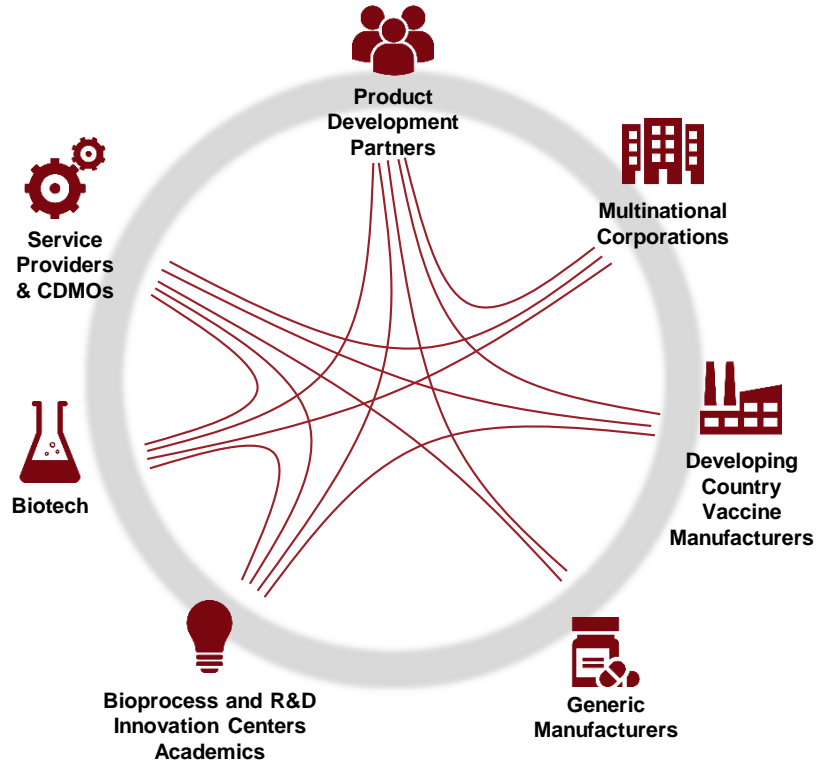 Product
Development
Partners
Multinational
Corporations
Service
Providers
& CDMOs
Developing
Country
Vaccine
Manufacturers
Biotech
Bioprocess and R&D
Innovation Centers
Academics
Generic
Manufacturers